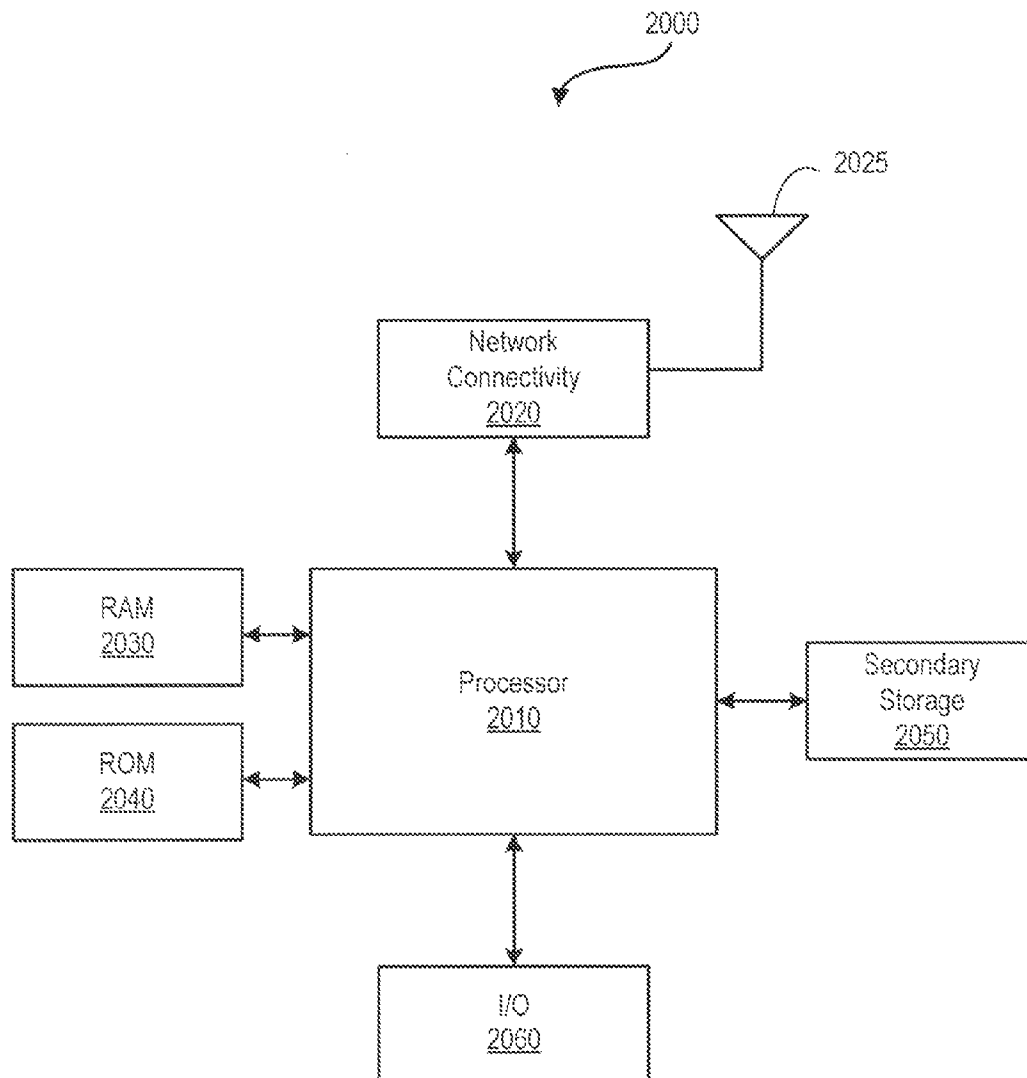 2000
2025
Network
Connectivity
2020
RAM
2030
Processor
2010
Secondary
Storage
2050
ROM
2040
I/O
2060